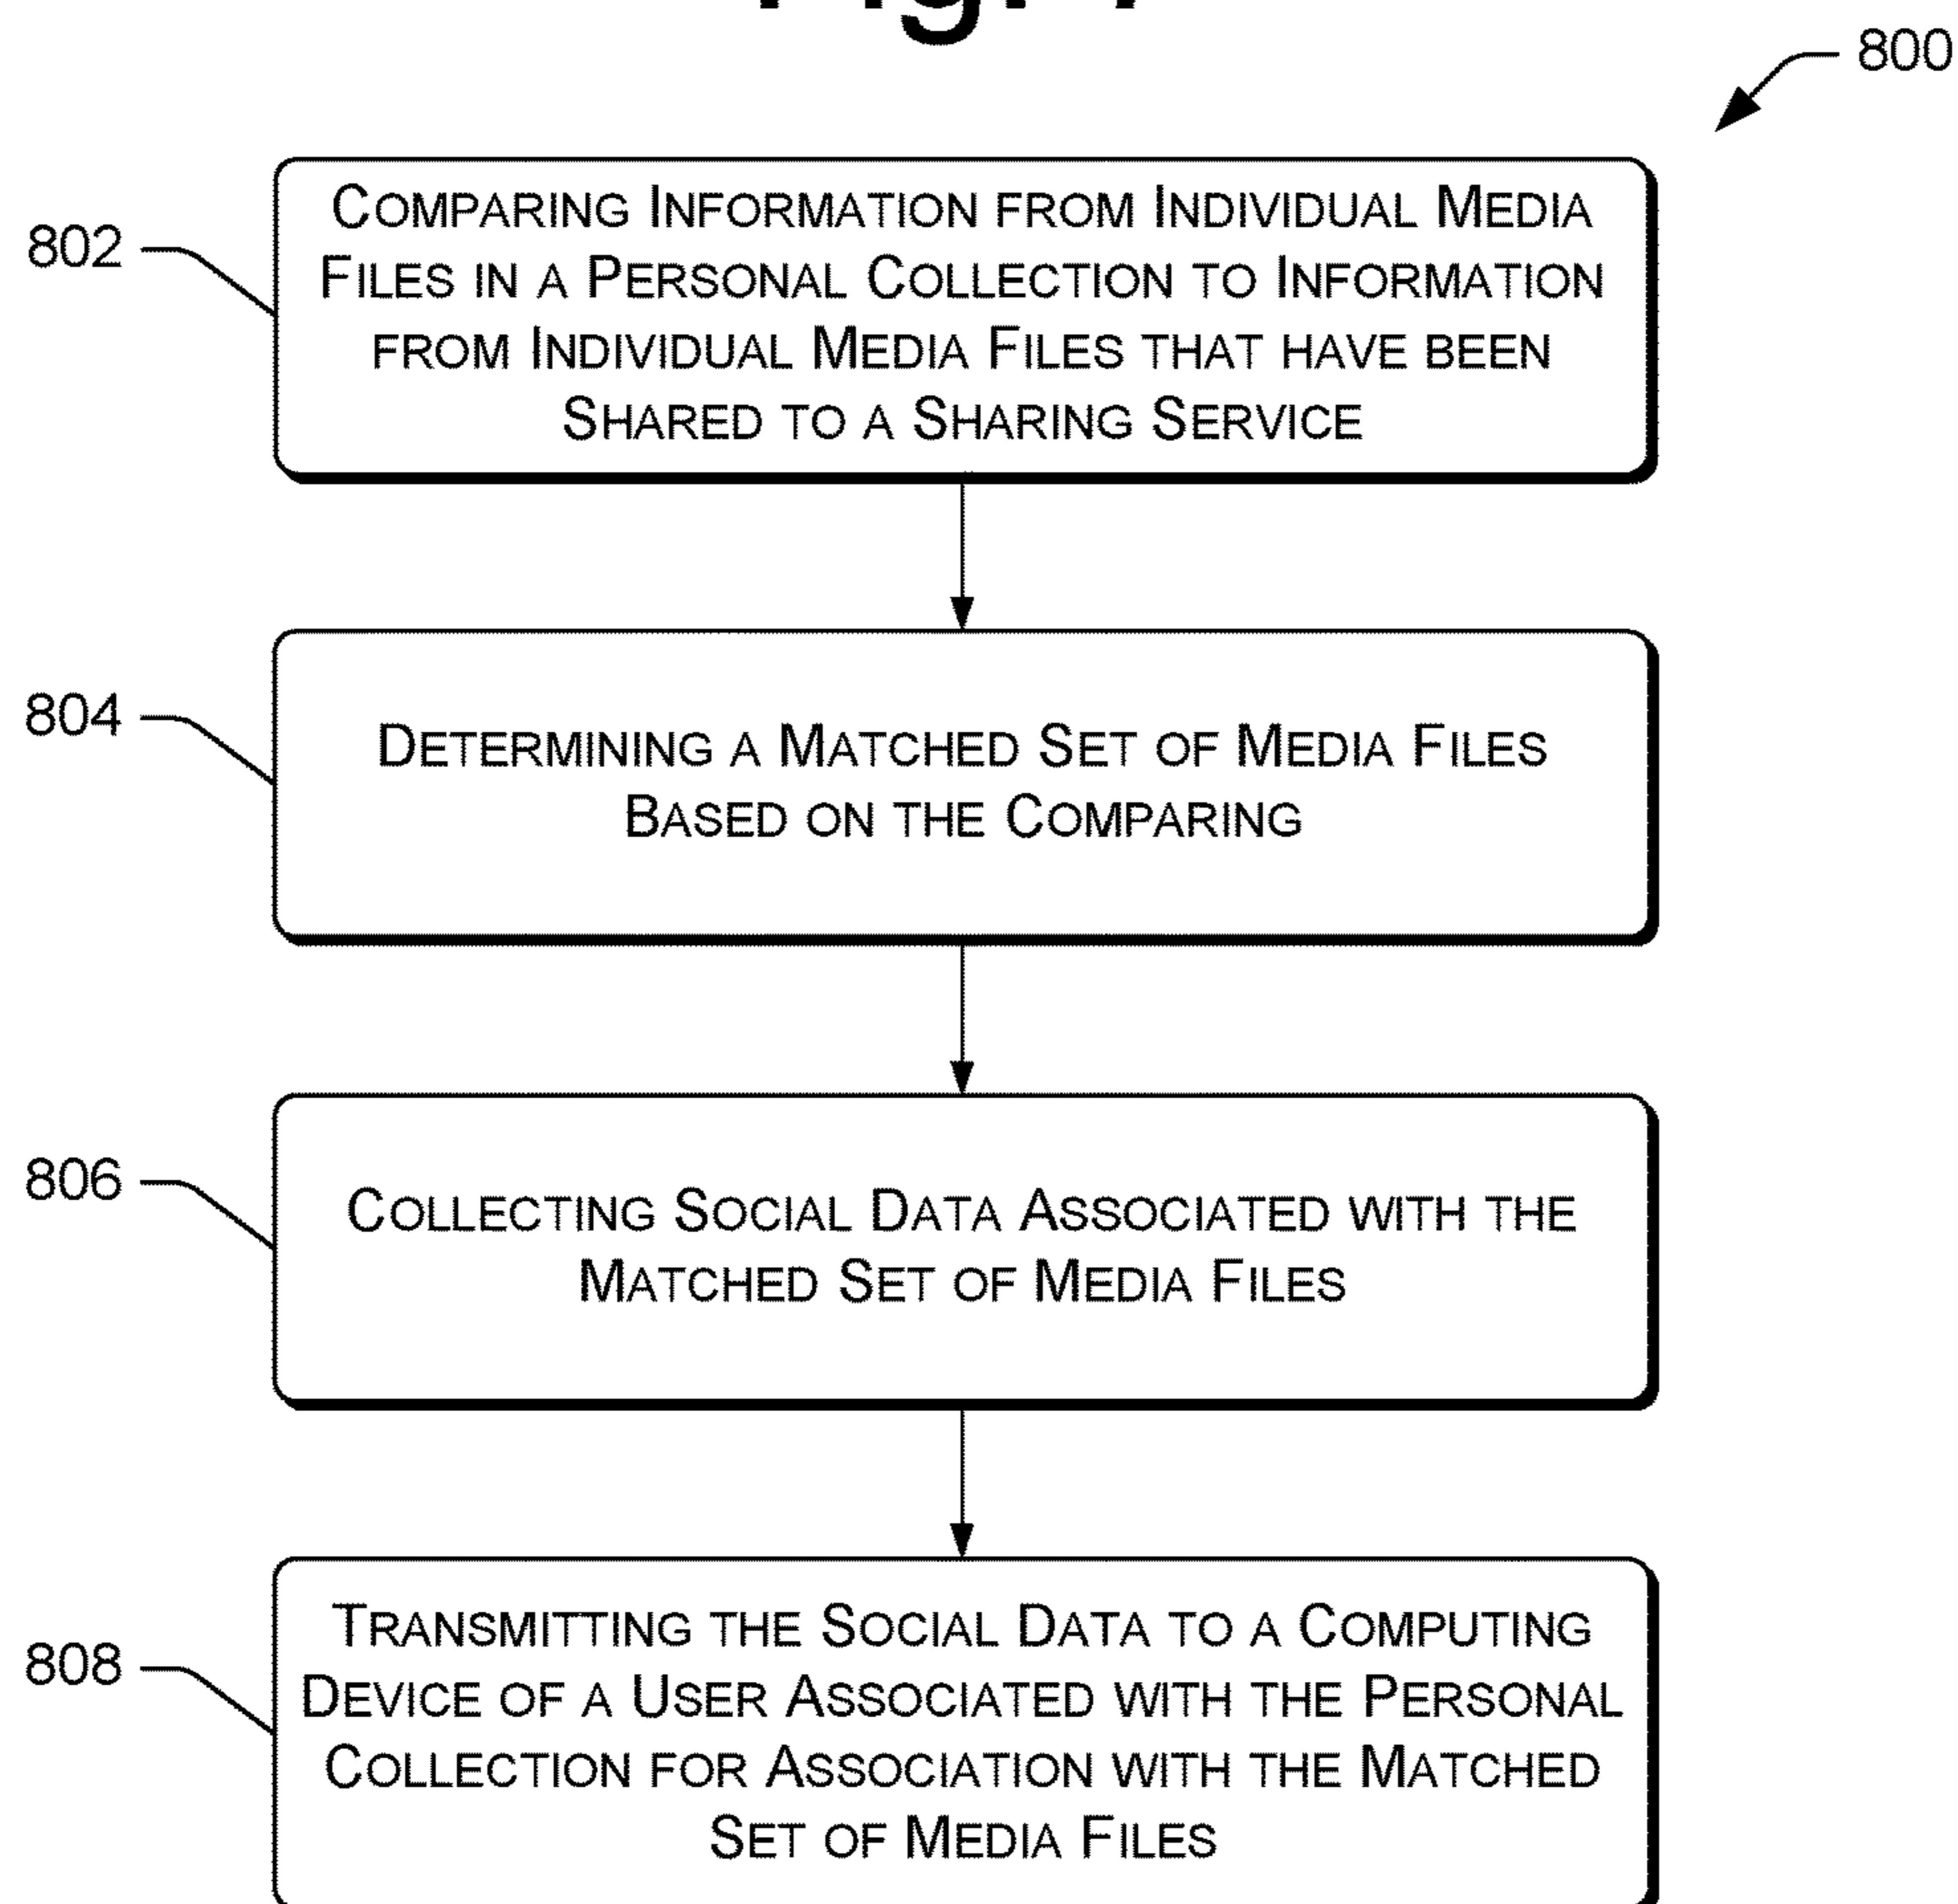 800
802
COMPARING INFORMATION FROM INDIVIDUAL MEDIA
FILES IN A PERSONAL COLLECTION TO INFORMATION
FROM INDIVIDUAL MEDIA FILES THAT HAVE BEEN
SHARED TO A SHARING SERVICE
804
DETERMINING A MATCHED SET OF MEDIA FILES
BASED ON THE COMPARING
806
COLLECTING SOCIAL DATA ASSOCIATED WITH THE
MATCHED SET OF MEDIA FILES
808
TRANSMITTING THE SOCIAL DATA TO A COMPUTING
DEVICE OF A USER ASSOCIATED WITH THE PERSONAL
COLLECTION FOR ASSOCIATION WITH THE MATCHED
SET OF MEDIA FILES